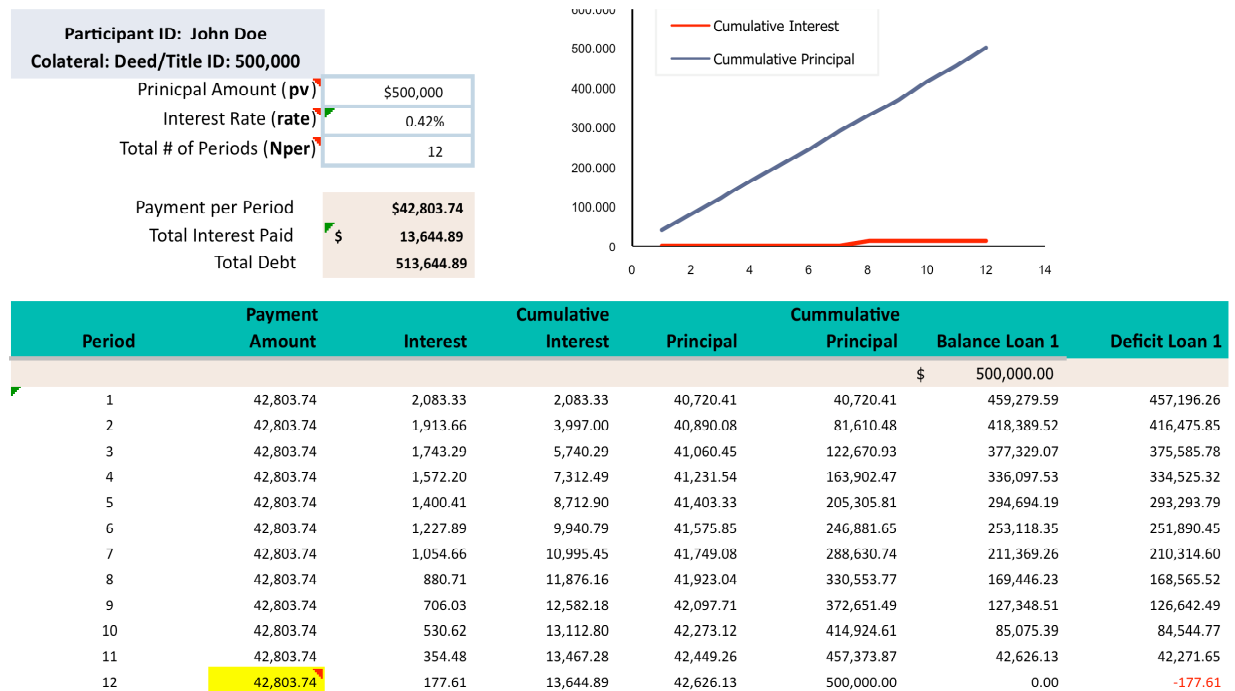 Participant ID: John Doe
Colateral: Deed/Title ID: 500,000
Prinicpal Amount (pv) $500,000
Interest Rate (rate) 0.42%
Total # of Periods (Nper) 12
Payment per Period $42,803.74
Total Interest Paid $ 13,644.89
Total Debt 513,644.89
600.000
500.000
400.000
300.000
200.000
100.000
0
0 2 4 6 8 10 12 14
Cumulative Interest
Cummulative Principal
Payment Cumulative Cummulative
Period Amount Interest Interest Principal Principal Balance Loan 1 Deficit Loan 1
$ 500,000.00
1 42,803.74 2,083.33 2,083.33 40,720.41 40,720.41 459,279.59 457,196.26
2 42,803.74 1,913.66 3,997.00 40,890.08 81,610.48 418,389.52 416,475.85
3 42,803.74 1,743.29 5,740.29 41,060.45 122,670.93 377,329.07 375,585.78
4 42,803.74 1,572.20 7,312.49 41,231.54 163,902.47 336,097.53 334,525.32
5 42,803.74 1,400.41 8,712.90 41,403.33 205,305.81 294,694.19 293,293.79
6 42,803.74 1,227.89 9,940.79 41,575.85 246,881.65 253,118.35 251,890.45
7 42,803.74 1,054.66 10,995.45 41,749.08 288,630.74 211,369.26 210,314.60
8 42,803.74 880.71 11,876.16 41,923.04 330,553.77 169,446.23 168,565.52
9 42,803.74 706.03 12,582.18 42,097.71 372,651.49 127,348.51 126,642.49
10 42,803.74 530.62 13,112.80 42,273.12 414,924.61 85,075.39 84,544.77
11 42,803.74 354.48 13,467.28 42,449.26 457,373.87 42,626.13 42,271.65
12 42,803.74 177.61 13,644.89 42,626.13 500,000.00 0.00 -177.61